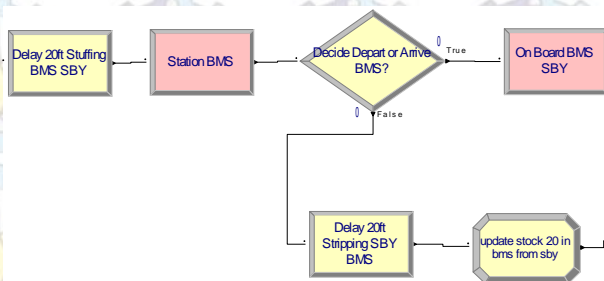 Delay 20ft Stuffing
BMS SBY
Station BMS
Decide Depart or Arrive
BMS?
0
True
On Board BMS
SBY
0
False
Delay 20ft
Stripping SBY
BMS
update stock 20 in
bms from sby